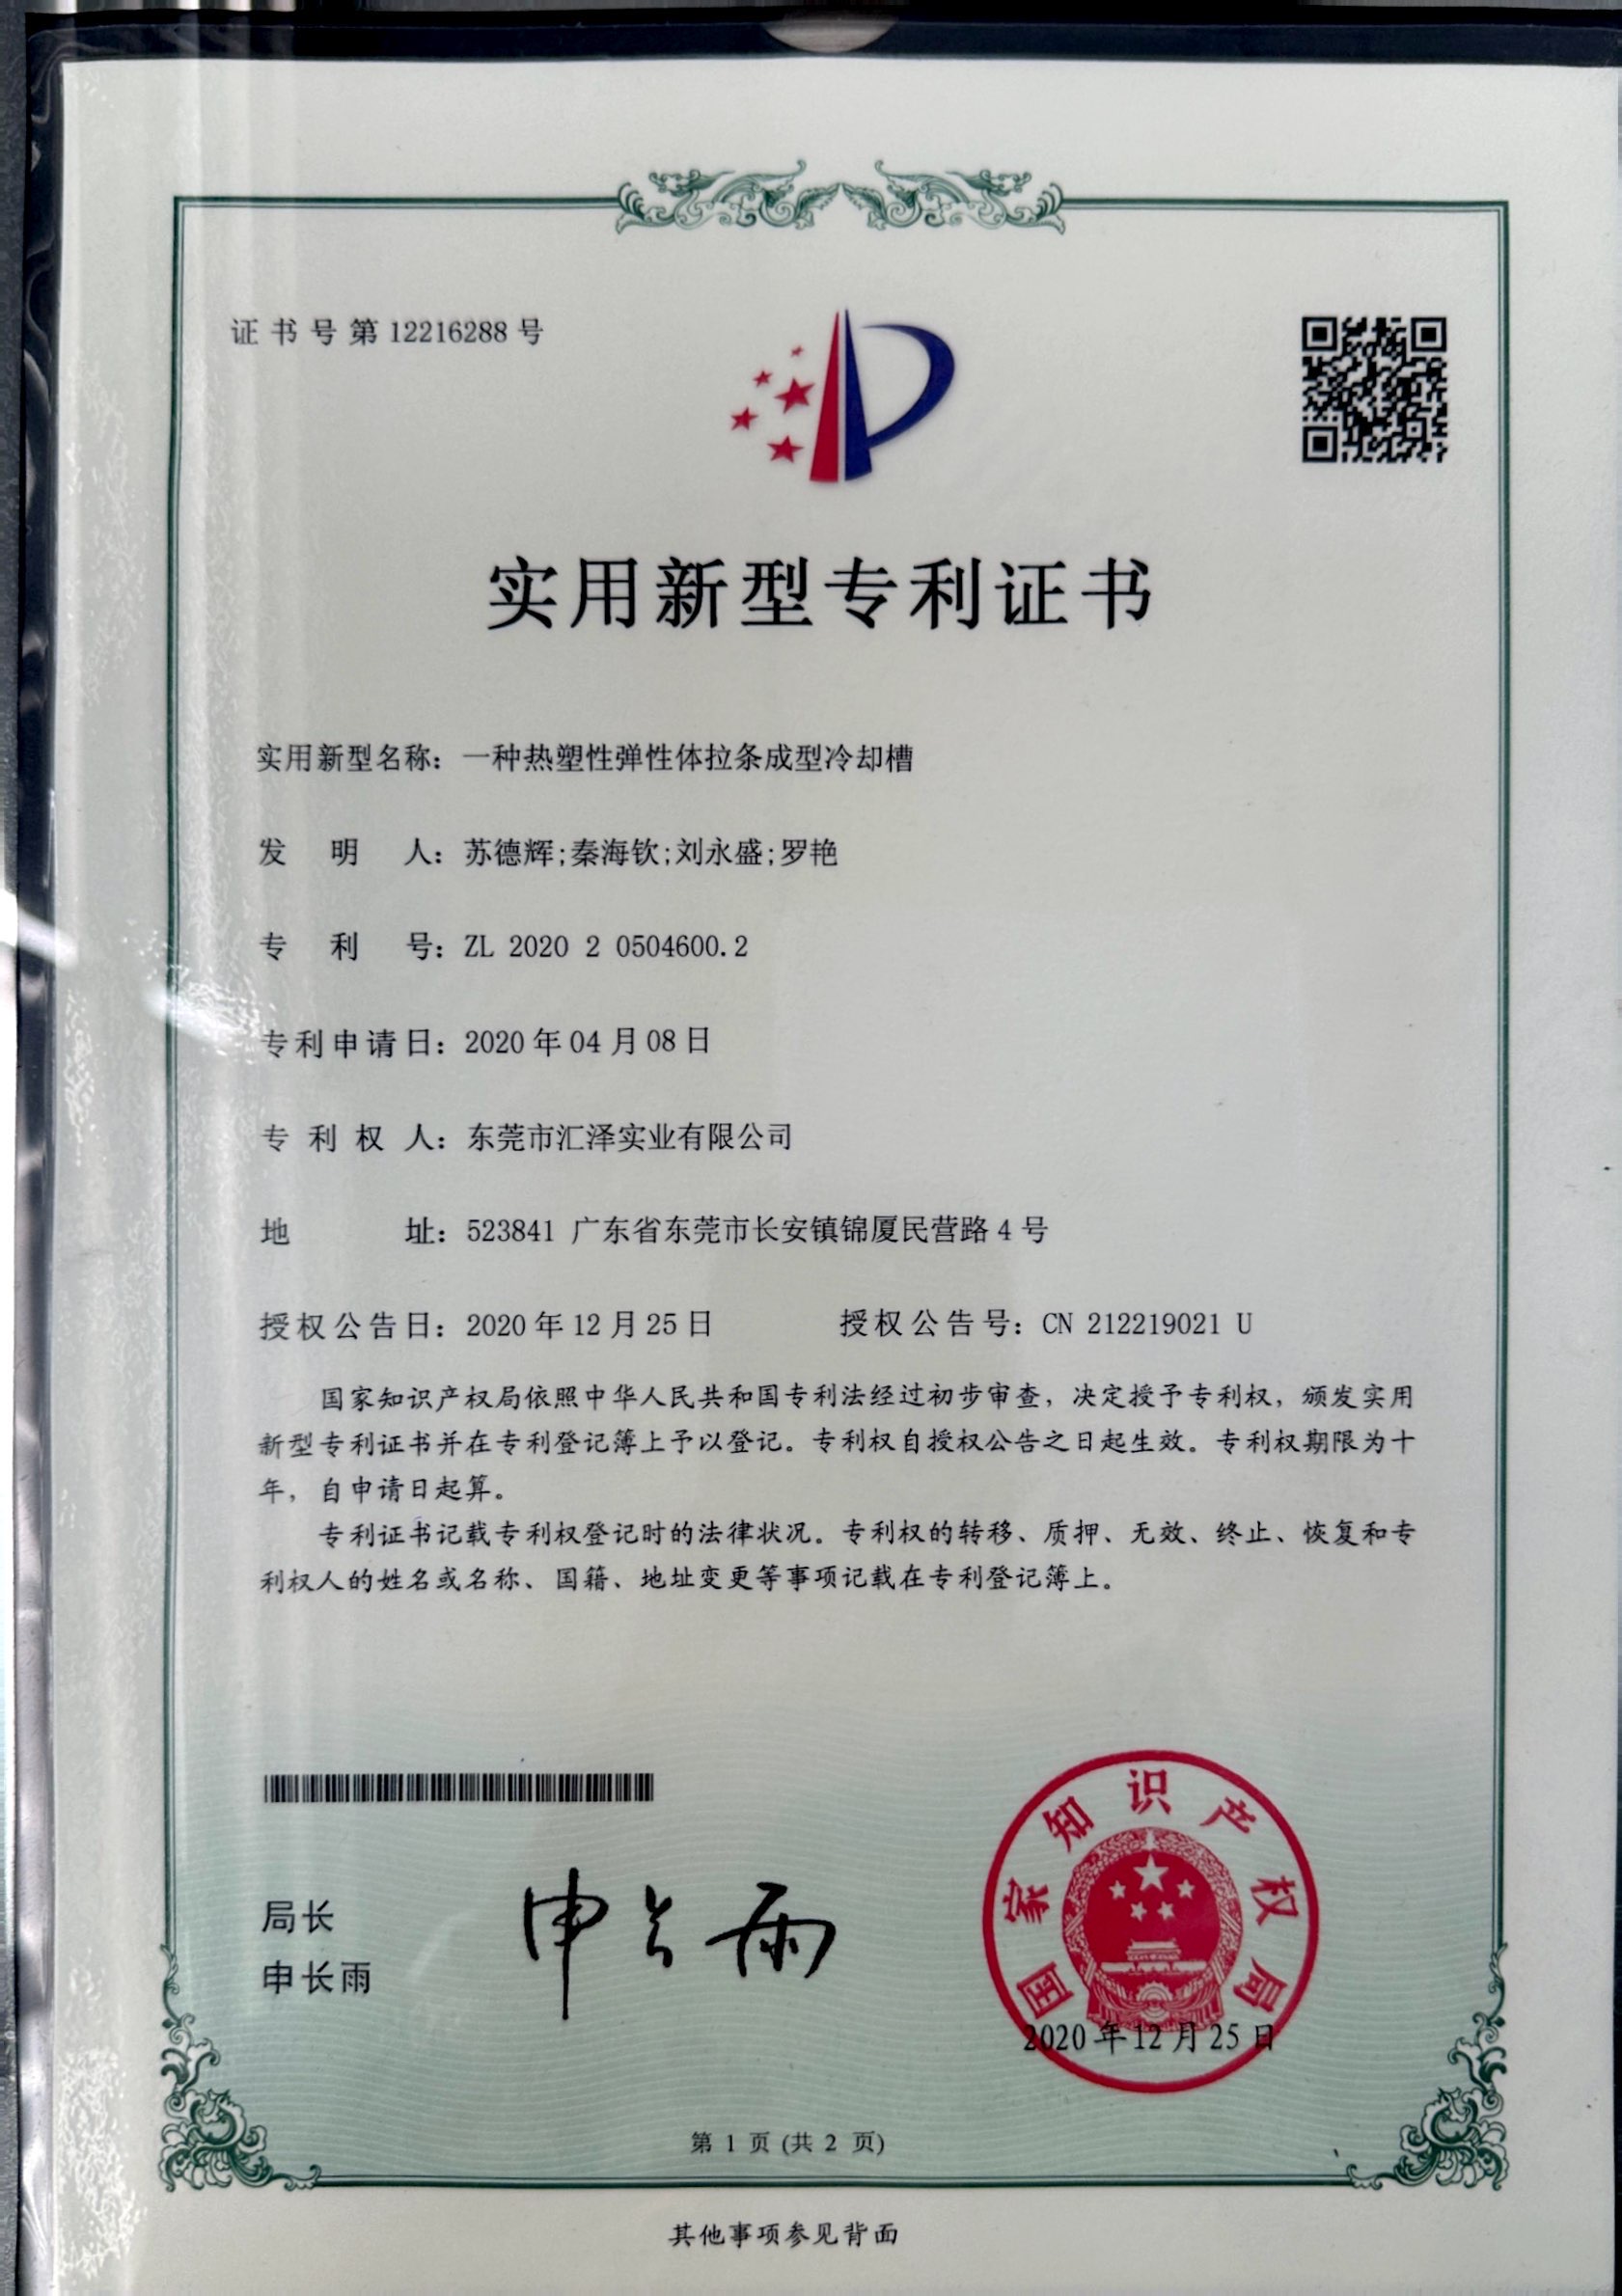 证书号第12216288号
实用新型专利证书
实用新型名称：一种热塑性弹性体拉条成型冷却槽
发明人：苏德辉;秦海钦;刘永盛;罗艳
专利号：ZL 2020 2 0504600.2
专利申请日：2020年04月08日
专利权人：东莞市汇泽实业有限公司
地址：523841 广东省东莞市长安镇锦厦民营路4号
授权公告日：2020年12月25日 授权公告号：CN 212219021 U
国家知识产权局依照中华人民共和国专利法经过初步审查，决定授予专利权，颁发实用
新型专利证书并在专利登记簿上予以登记。专利权自授权公告之日起生效。专利权期限为十
年，自申请日起算。
专利证书记载专利权登记时的法律状况。专利权的转移、质押、无效、终止、恢复和专
利权人的姓名或名称、国籍、地址变更等事项记载在专利登记簿上。
局长
申长雨
申长雨
国家知识产权局
2020年12月25日
第 1 页 (共 2 页)
其他事项参见背面